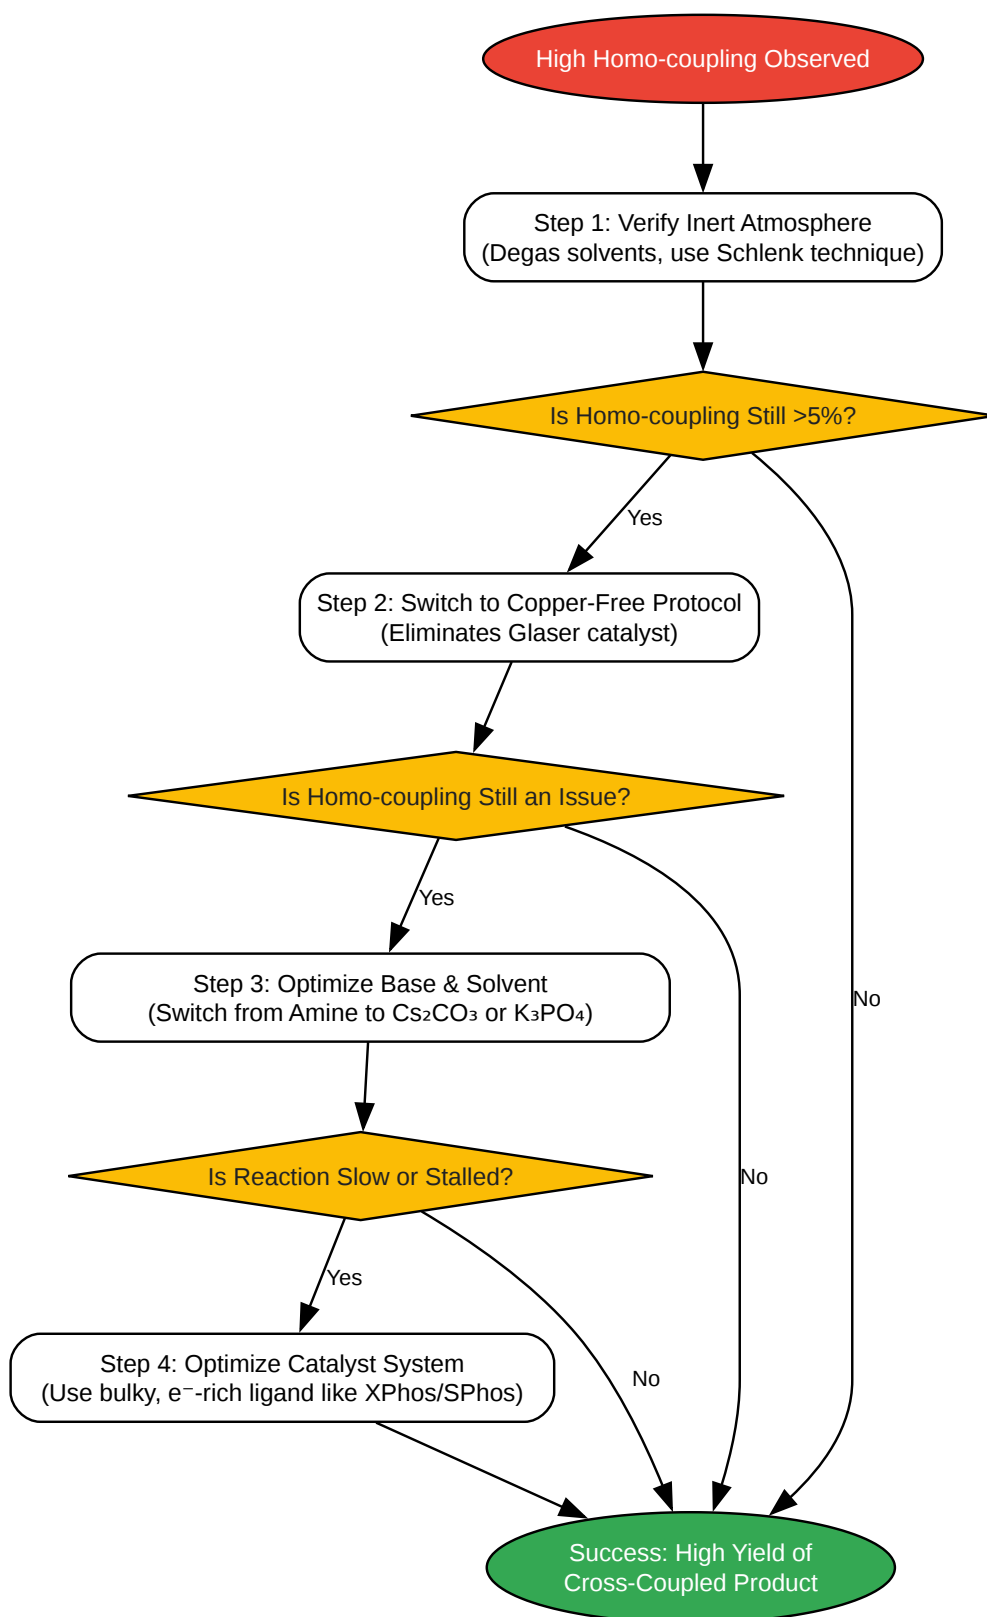 High Homo-coupling Observed
Step 1: Verify Inert Atmosphere
(Degas solvents, use Schlenk technique)
Is Homo-coupling Still >5%?
Yes
Step 2: Switch to Copper-Free Protocol
(Eliminates Glaser catalyst)
Is Homo-coupling Still an Issue?
Yes
Step 3: Optimize Base & Solvent
(Switch from Amine to Cs₂CO₃ or K₃PO₄)
No
Is Reaction Slow or Stalled?
No
Yes
Step 4: Optimize Catalyst System
(Use bulky, e⁻-rich ligand like XPhos/SPhos)
No
Success: High Yield of
Cross-Coupled Product